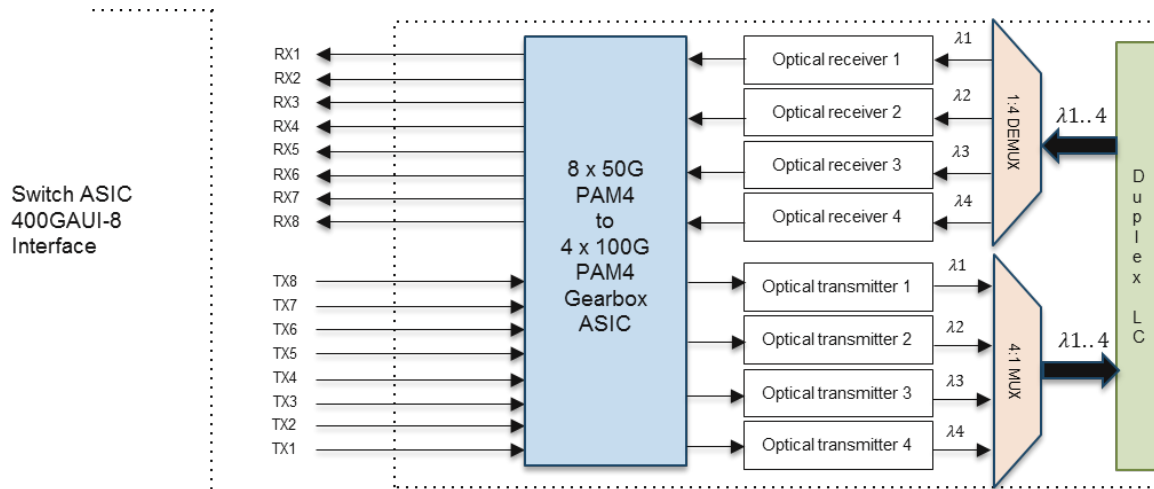 Switch ASIC
400GAUI-8
Interface
RX1
RX2
RX3
RX4
RX5
RX6
RX7
RX8
TX8
TX7
TX6
TX5
TX4
TX3
TX2
TX1
8 x 50G
PAM4
to
4 x 100G
PAM4
Gearbox
ASIC
Optical receiver 1
Optical receiver 2
Optical receiver 3
Optical receiver 4
Optical transmitter 1
Optical transmitter 2
Optical transmitter 3
Optical transmitter 4
λ1
λ2
λ3
λ4
λ1
λ2
λ3
λ4
1:4 DEMUX
4:1 MUX
λ1..4
λ1..4
Duplex LC